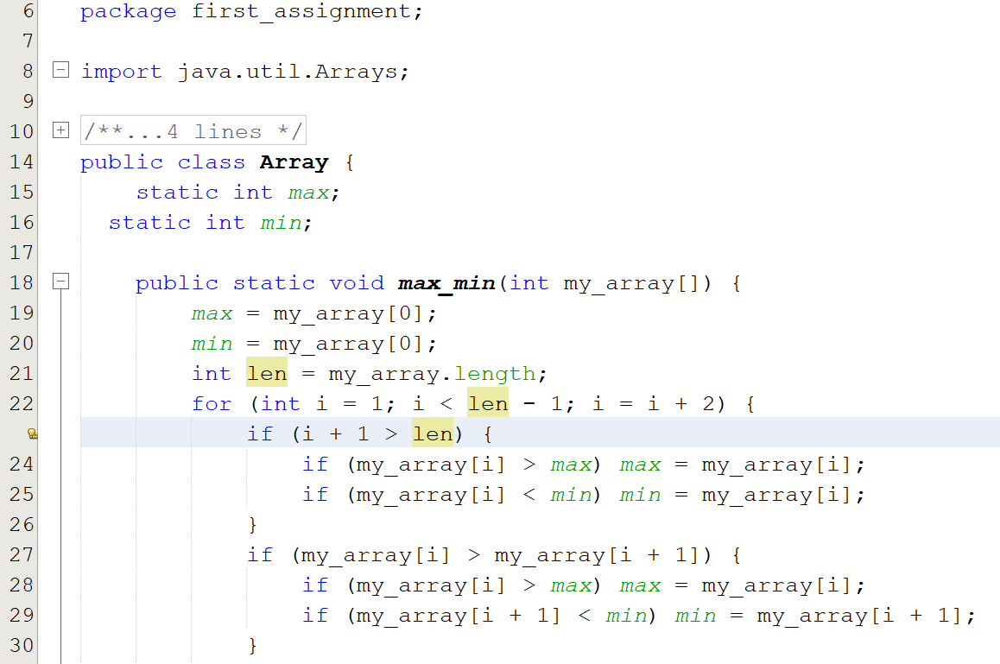 6 package first_assignment;
7
8 import java.util.Arrays;
9
10 /**...4 lines */
14 public class Array {
15 static int max;
16 static int min;
17
18 public static void max_min(int my_array[]) {
19 max = my_array[0];
20 min = my_array[0];
21 int len = my_array.length;
22 for (int i = 1; i < len - 1; i = i + 2) {
if (i + 1 > len) {
24 if (my_array[i] > max) max = my_array[i];
25 if (my_array[i] < min) min = my_array[i];
26 }
27 if (my_array[i] > my_array[i + 1]) {
28 if (my_array[i] > max) max = my_array[i];
29 if (my_array[i + 1] < min) min = my_array[i + 1];
30 }